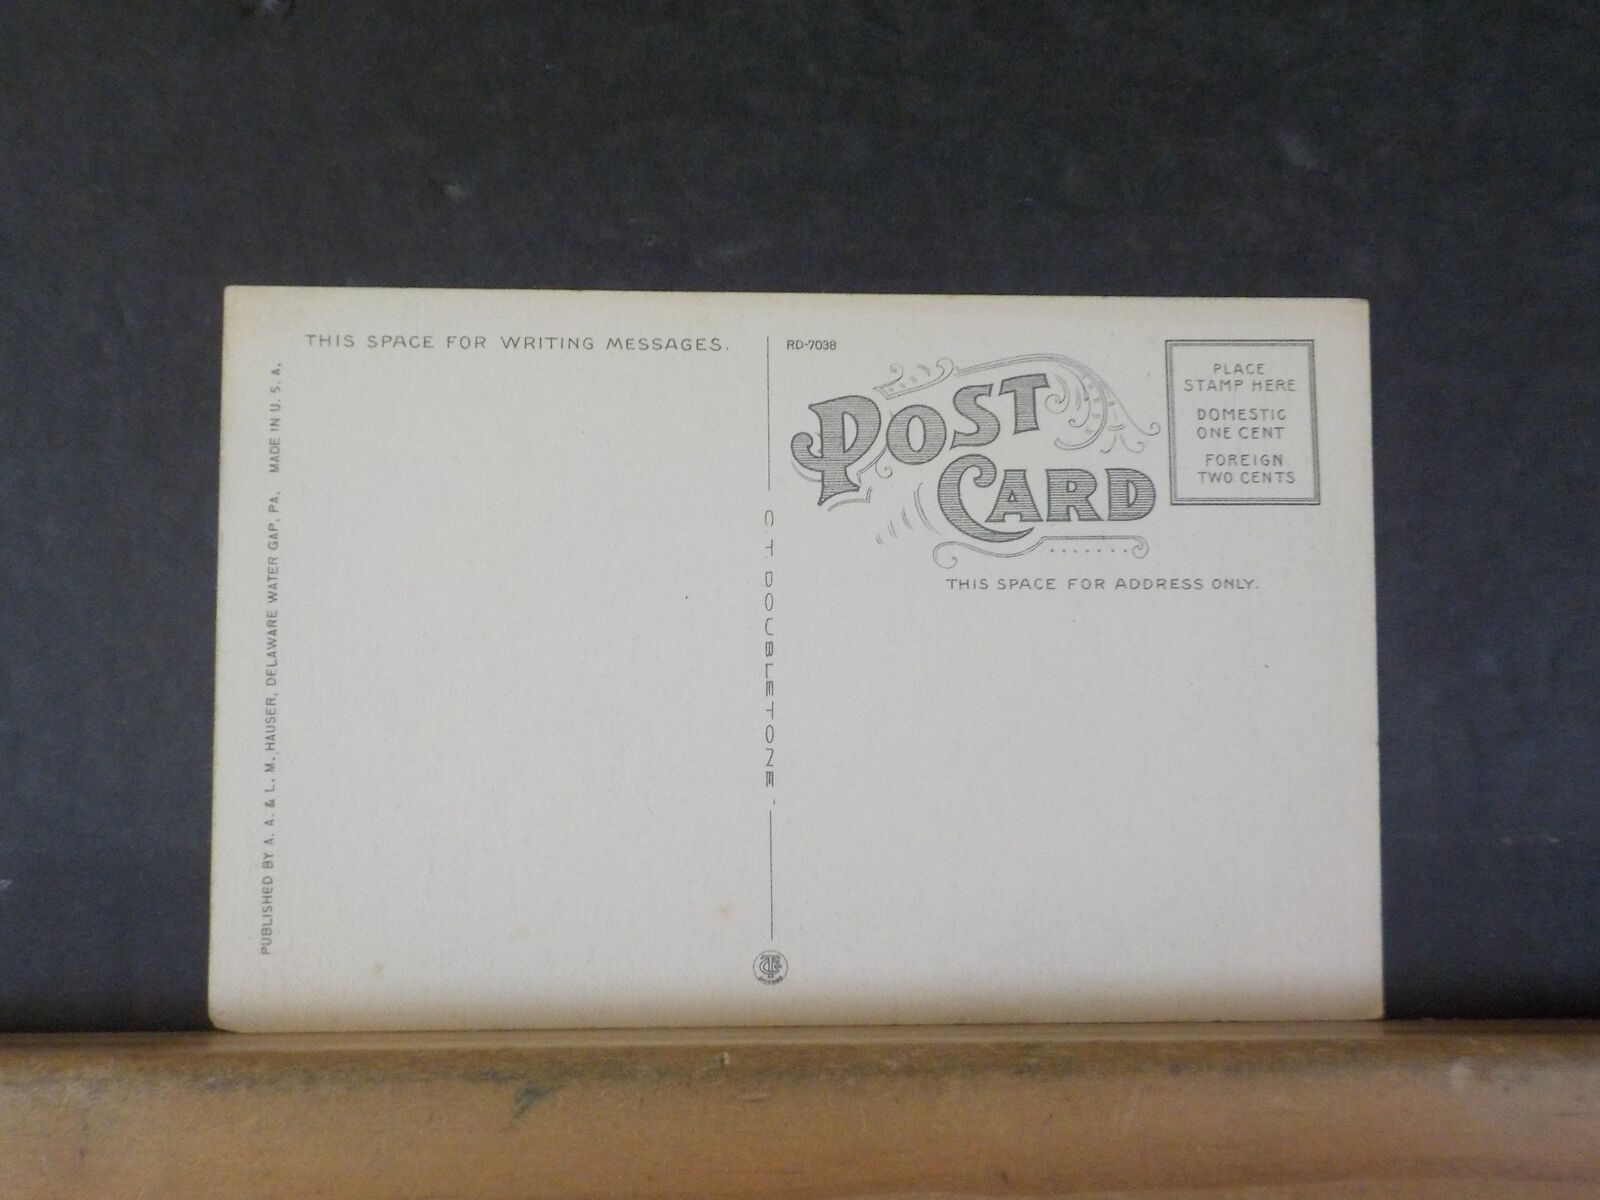 THIS SPACE FOR WRITING MESSAGES.
PUBLISHED BY A. A. & L. M. HAUSER, DELAWARE WATER GAP, PA. MADE IN U. S. A.
C. T. DOUBLETONE
RD-7038
POST
CARD
PLACE
STAMP HERE
DOMESTIC
ONE CENT
FOREIGN
TWO CENTS
THIS SPACE FOR ADDRESS ONLY.